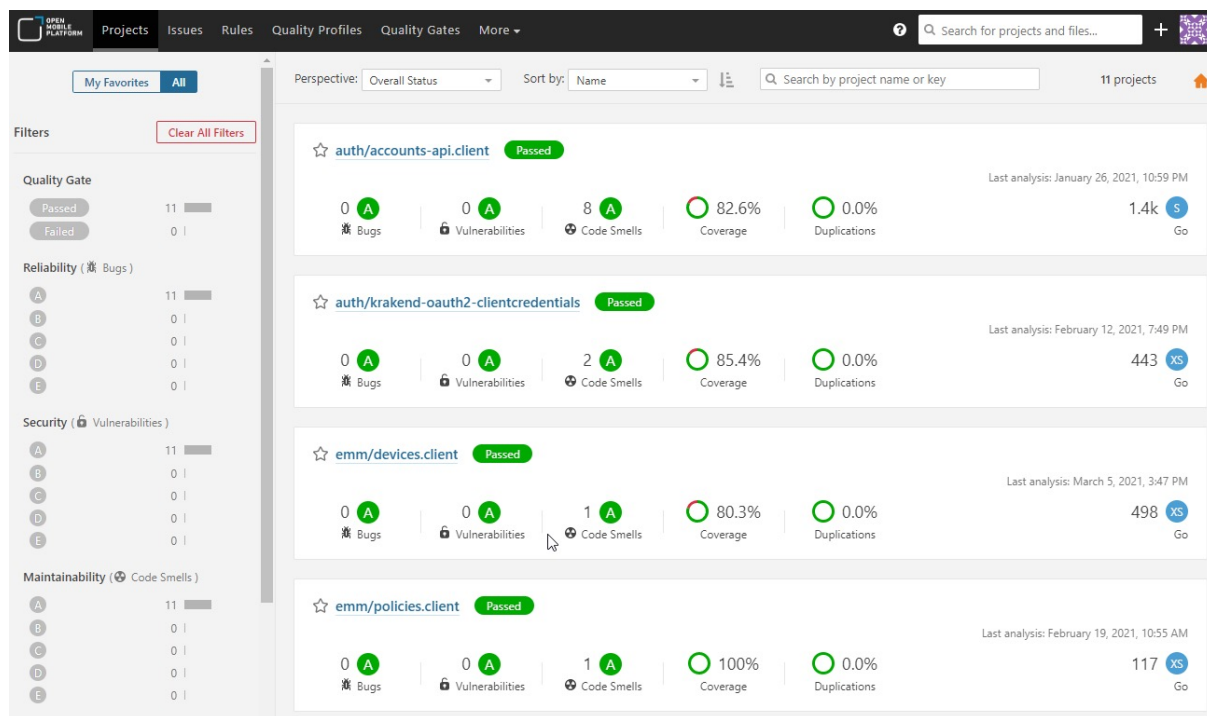 OPEN
MOBILE
PLATFORM
Projects Issues Rules Quality Profiles Quality Gates More
Search for projects and files...
My Favorites All
Perspective: Overall Status Sort by: Name Search by project name or key 11 projects
Filters Clear All Filters
Quality Gate
Passed 11
Failed 0
Reliability ( Bugs )
A 11
B 0
C 0
D 0
E 0
Security ( Vulnerabilities )
A 11
B 0
C 0
D 0
E 0
Maintainability ( Code Smells )
A 11
B 0
C 0
D 0
E 0
auth/accounts-api.client Passed
Last analysis: January 26, 2021, 10:59 PM
0 A 0 A 8 A 82.6% 0.0% 1.4k S
Bugs Vulnerabilities Code Smells Coverage Duplications Go
auth/krakend-oauth2-clientcredentials Passed
Last analysis: February 12, 2021, 7:49 PM
0 A 0 A 2 A 85.4% 0.0% 443 XS
Bugs Vulnerabilities Code Smells Coverage Duplications Go
emm/devices.client Passed
Last analysis: March 5, 2021, 3:47 PM
0 A 0 A 1 A 80.3% 0.0% 498 XS
Bugs Vulnerabilities Code Smells Coverage Duplications Go
emm/policies.client Passed
Last analysis: February 19, 2021, 10:55 AM
0 A 0 A 1 A 100% 0.0% 117 XS
Bugs Vulnerabilities Code Smells Coverage Duplications Go